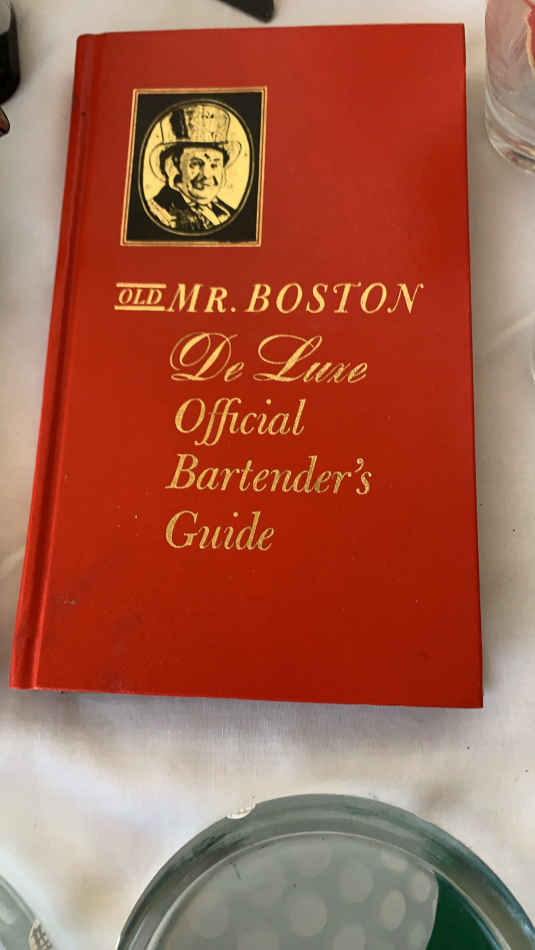 OLD MR. BOSTON
De Luxe
Official
Bartender's
Guide